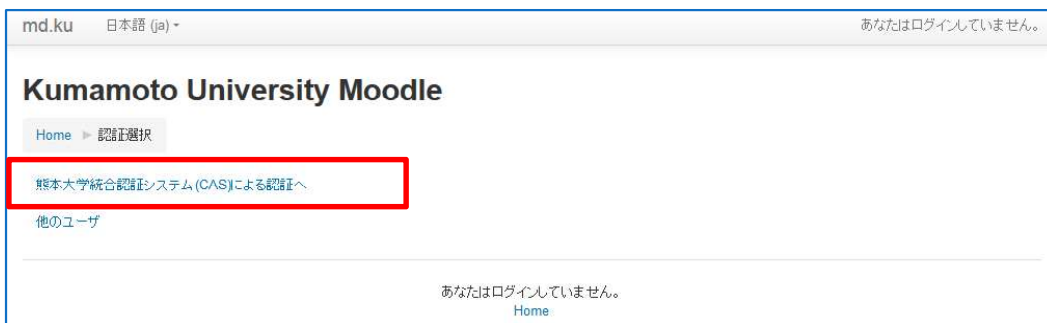 md.ku 日本語 (ja) あなたはログインしていません。
Kumamoto University Moodle
Home ► 認証選択
熊本大学統合認証システム(CAS)による認証へ
他のユーザ
あなたはログインしていません。
Home